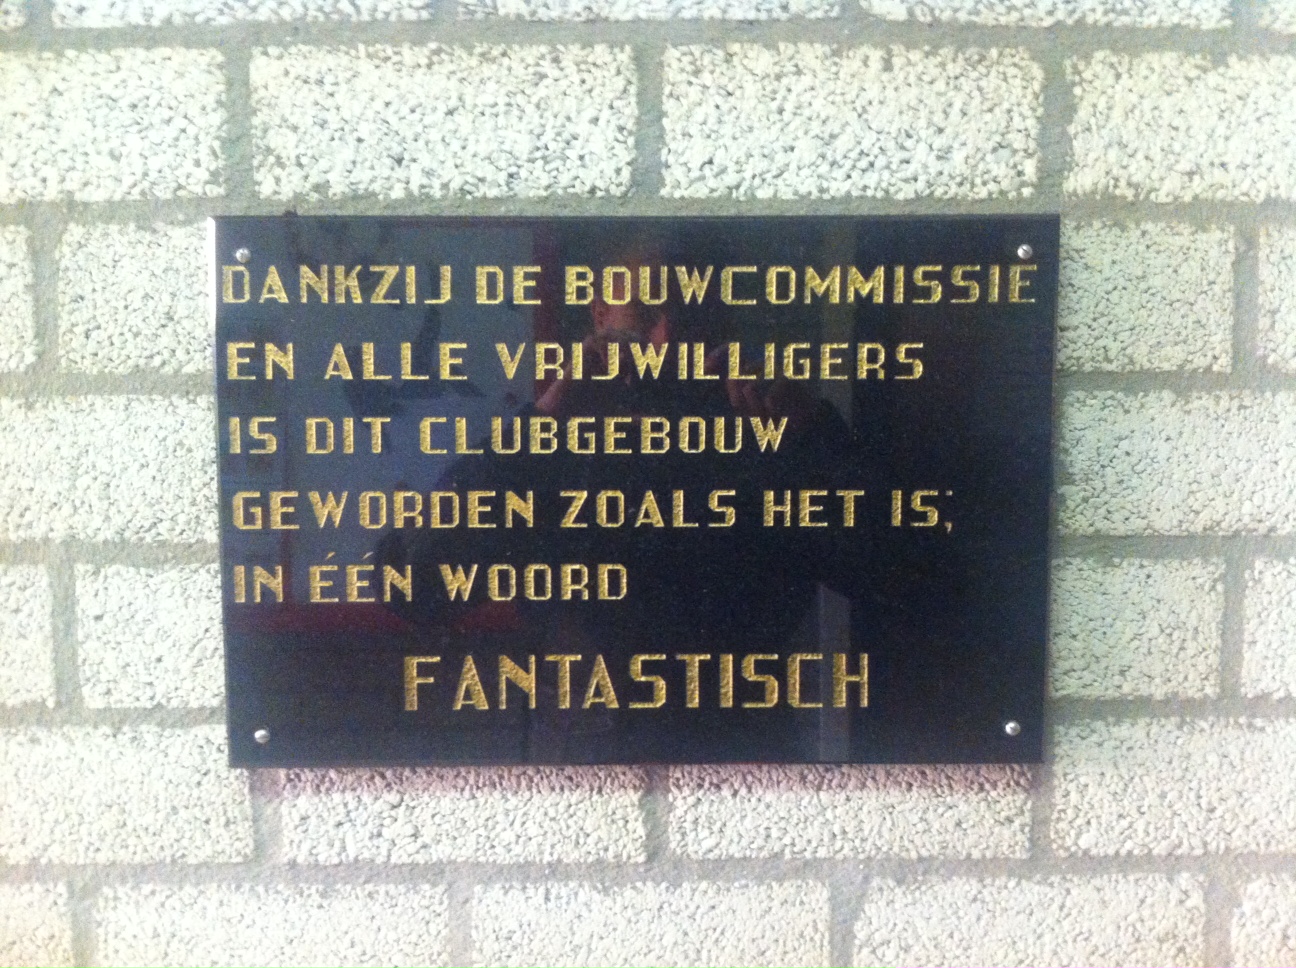 DANKZIJ DE BOUWCOMMISSIE
EN ALLE VRIJWILLIGERS
IS DIT CLUBGEBOUW
GEWORDEN ZOALS HET IS;
IN ÉÉN WOORD
FANTASTISCH